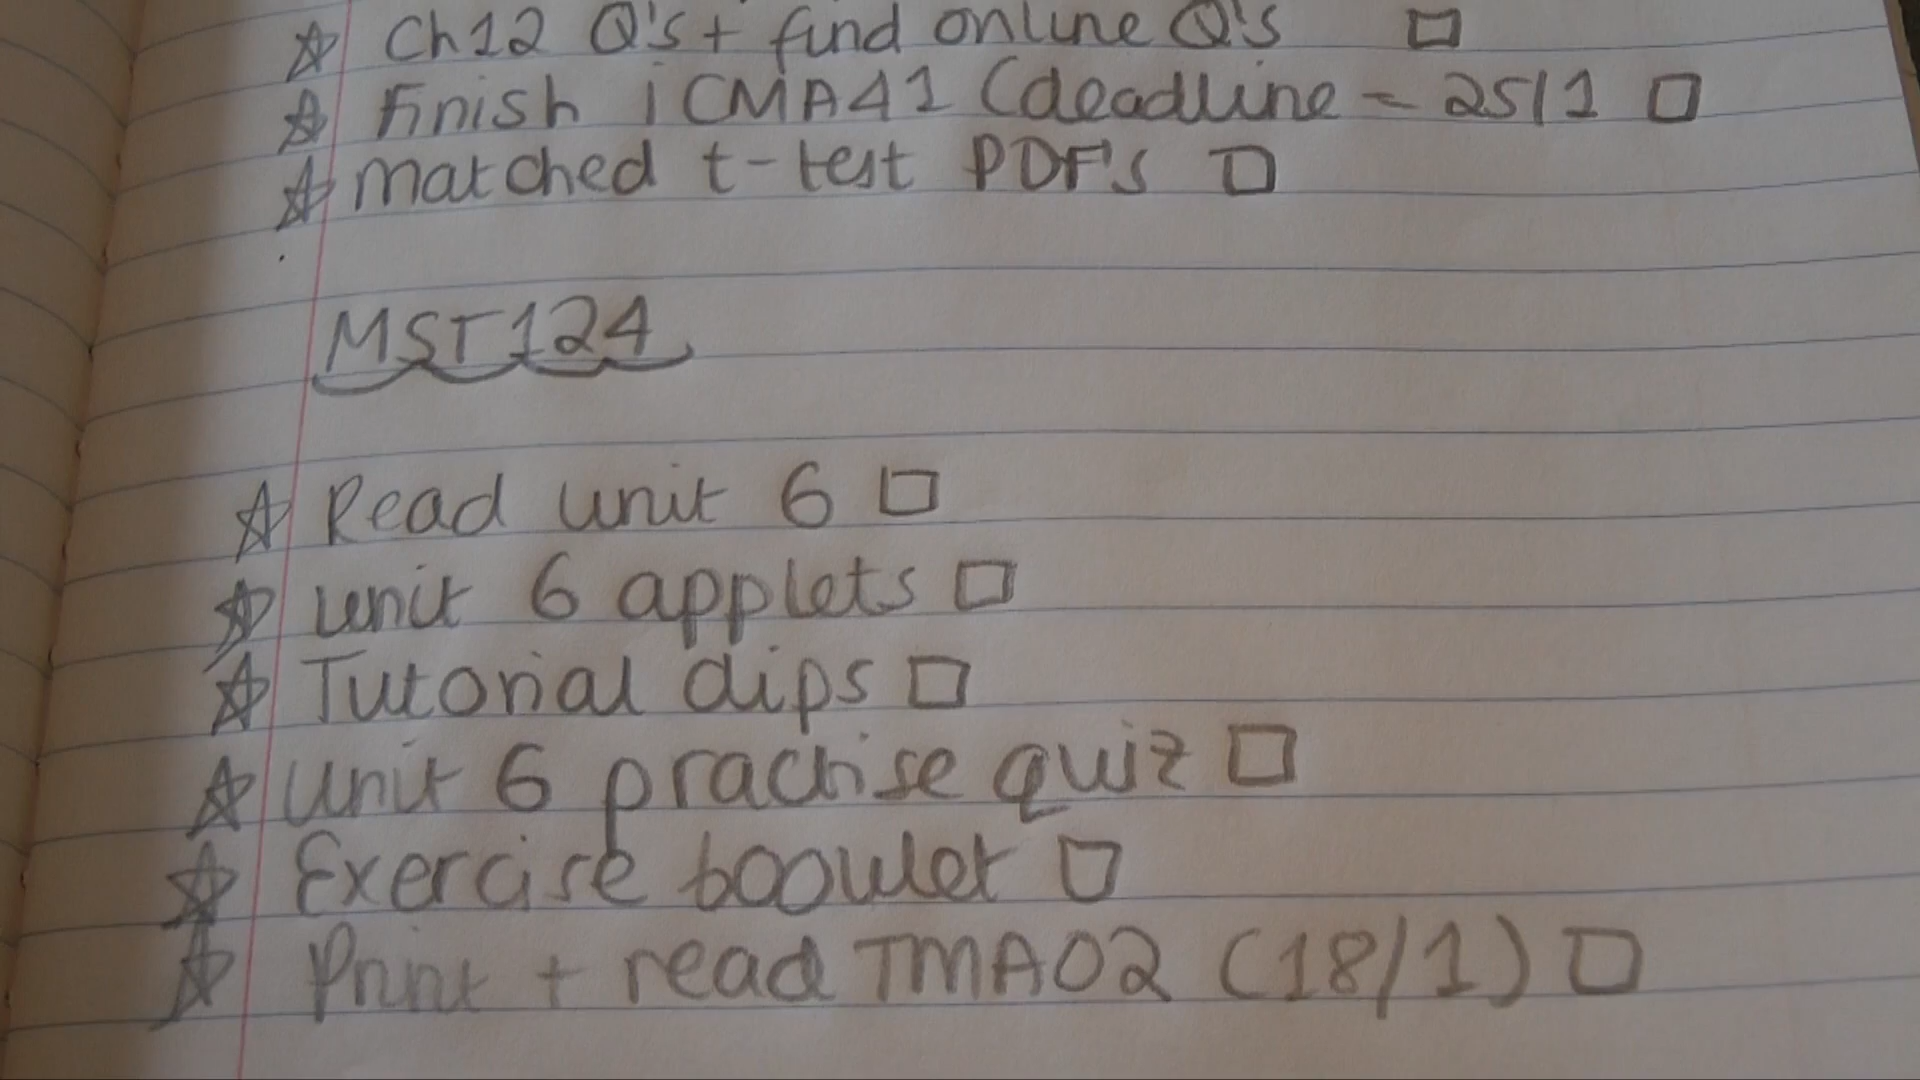 ☆ Ch12 Q's + find online Q's □
☆ Finish iCMA41 (deadline = 25/1 □
☆ Matched t-test PDF's □
MST124
☆ Read unit 6 □
☆ Unit 6 applets □
☆ Tutorial clips □
☆ Unit 6 practise quiz □
☆ Exercise booklet □
☆ Print + read TMA02 (18/1) □